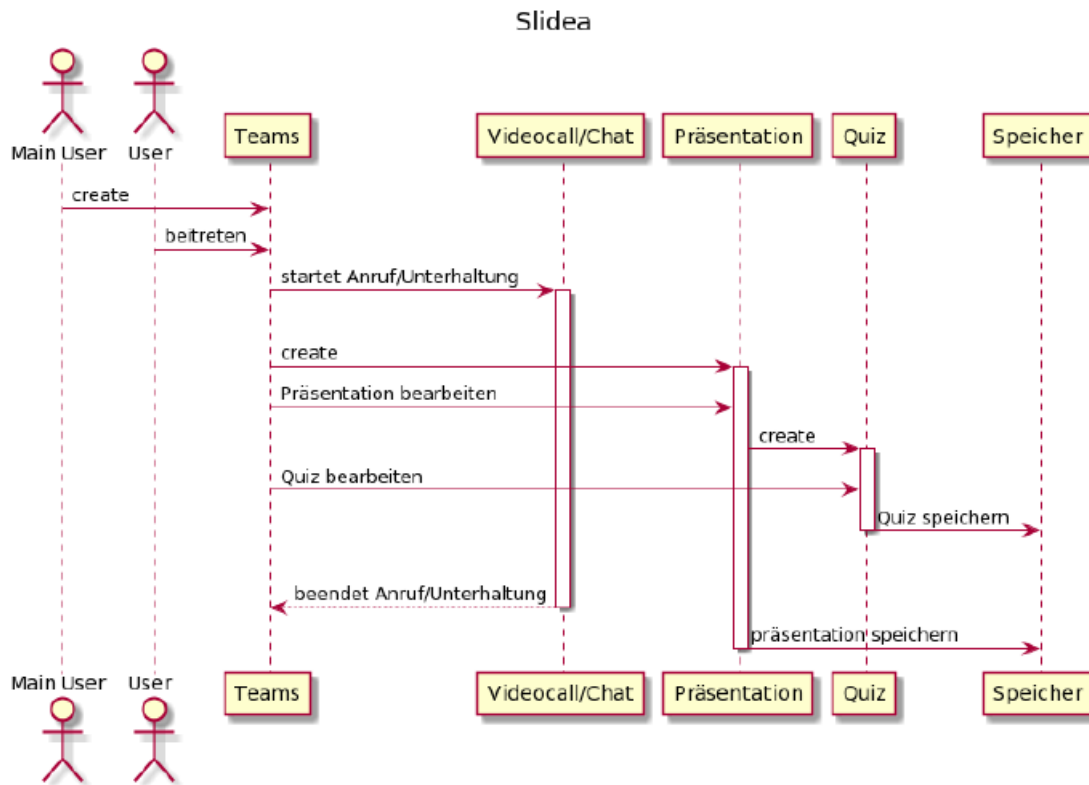 Slidea
Main User
User
Teams
Videocall/Chat
Präsentation
Quiz
Speicher
create
beitreten
startet Anruf/Unterhaltung
create
Präsentation bearbeiten
create
Quiz bearbeiten
Quiz speichern
beendet Anruf/Unterhaltung
präsentation speichern
Main User
User
Teams
Videocall/Chat
Präsentation
Quiz
Speicher